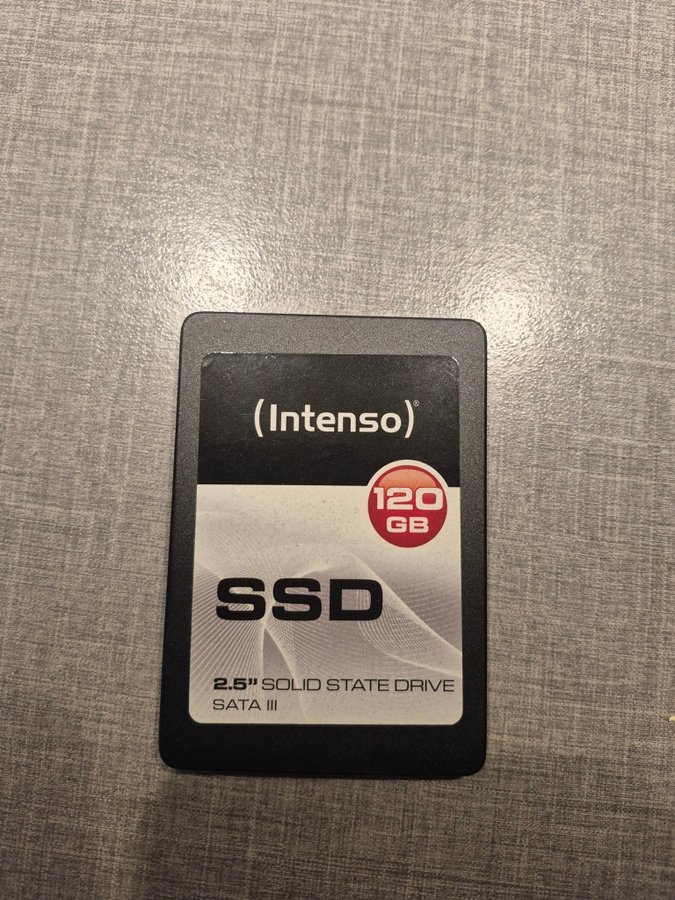 (Intenso)®
120
GB
SSD
2.5" SOLID STATE DRIVE
SATA III